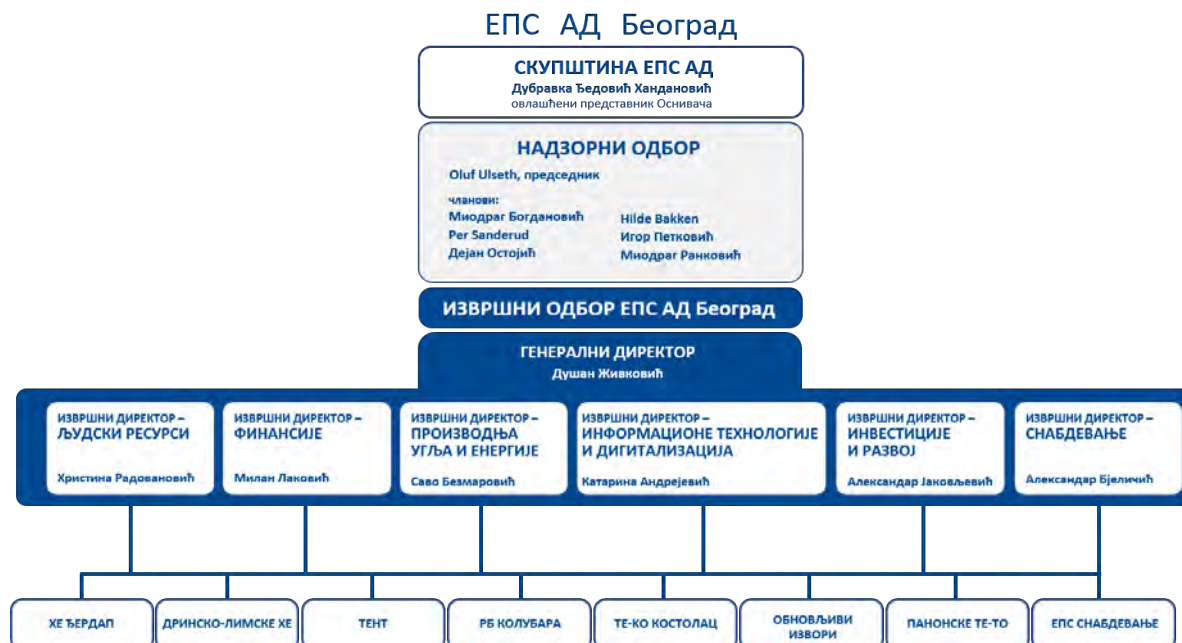 ЕПС АД Београд
СКУПШТИНА ЕПС АД
Дубравка Ђедовић Хандановић
овлашћени представник Оснивача
НАДЗОРНИ ОДБОР
Oluf Ulseth, председник
чланови:
Миодраг Богдановић
Per Sanderud
Дејан Остојић
Hilde Bakken
Игор Петковић
Миодраг Ранковић
ИЗВРШНИ ОДБОР ЕПС АД Београд
ГЕНЕРАЛНИ ДИРЕКТОР
Душан Живковић
ИЗВРШНИ ДИРЕКТОР –
ЉУДСКИ РЕСУРСИ
Христина Радовановић
ИЗВРШНИ ДИРЕКТОР –
ФИНАНСИЈЕ
Милан Лаковић
ИЗВРШНИ ДИРЕКТОР –
ПРОИЗВОДЊА
УГЉА И ЕНЕРГИЈЕ
Саво Безмаровић
ИЗВРШНИ ДИРЕКТОР –
ИНФОРМАЦИОНЕ ТЕХНОЛОГИЈЕ
И ДИГИТАЛИЗАЦИЈА
Катарина Андрејевић
ИЗВРШНИ ДИРЕКТОР –
ИНВЕСТИЦИЈЕ
И РАЗВОЈ
Александар Јаковљевић
ИЗВРШНИ ДИРЕКТОР –
СНАБДЕВАЊЕ
Александар Бјеличић
ХЕ ЂЕРДАП
ДРИНСКО-ЛИМСКЕ ХЕ
ТЕНТ
РБ КОЛУБАРА
ТЕ-КО КОСТОЛАЦ
ОБНОВЉИВИ
ИЗВОРИ
ПАНОНСКЕ ТЕ-ТО
ЕПС СНАБДЕВАЊЕ